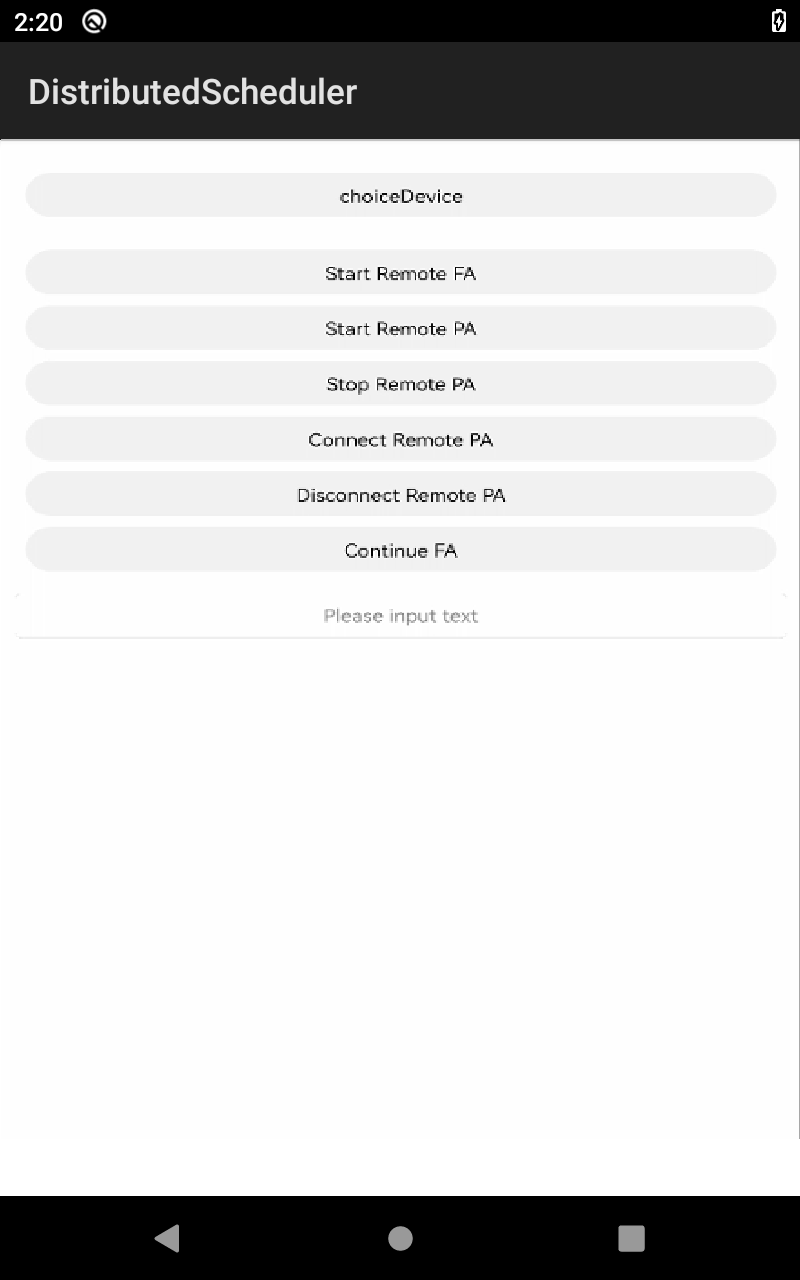 2:20
DistributedScheduler
choiceDevice
Start Remote FA
Start Remote PA
Stop Remote PA
Connect Remote PA
Disconnect Remote PA
Continue FA
Please input text